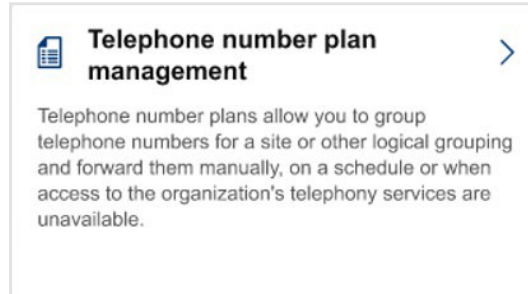 Telephone number plan
management
Telephone number plans allow you to group
telephone numbers for a site or other logical grouping
and forward them manually, on a schedule or when
access to the organization's telephony services are
unavailable.